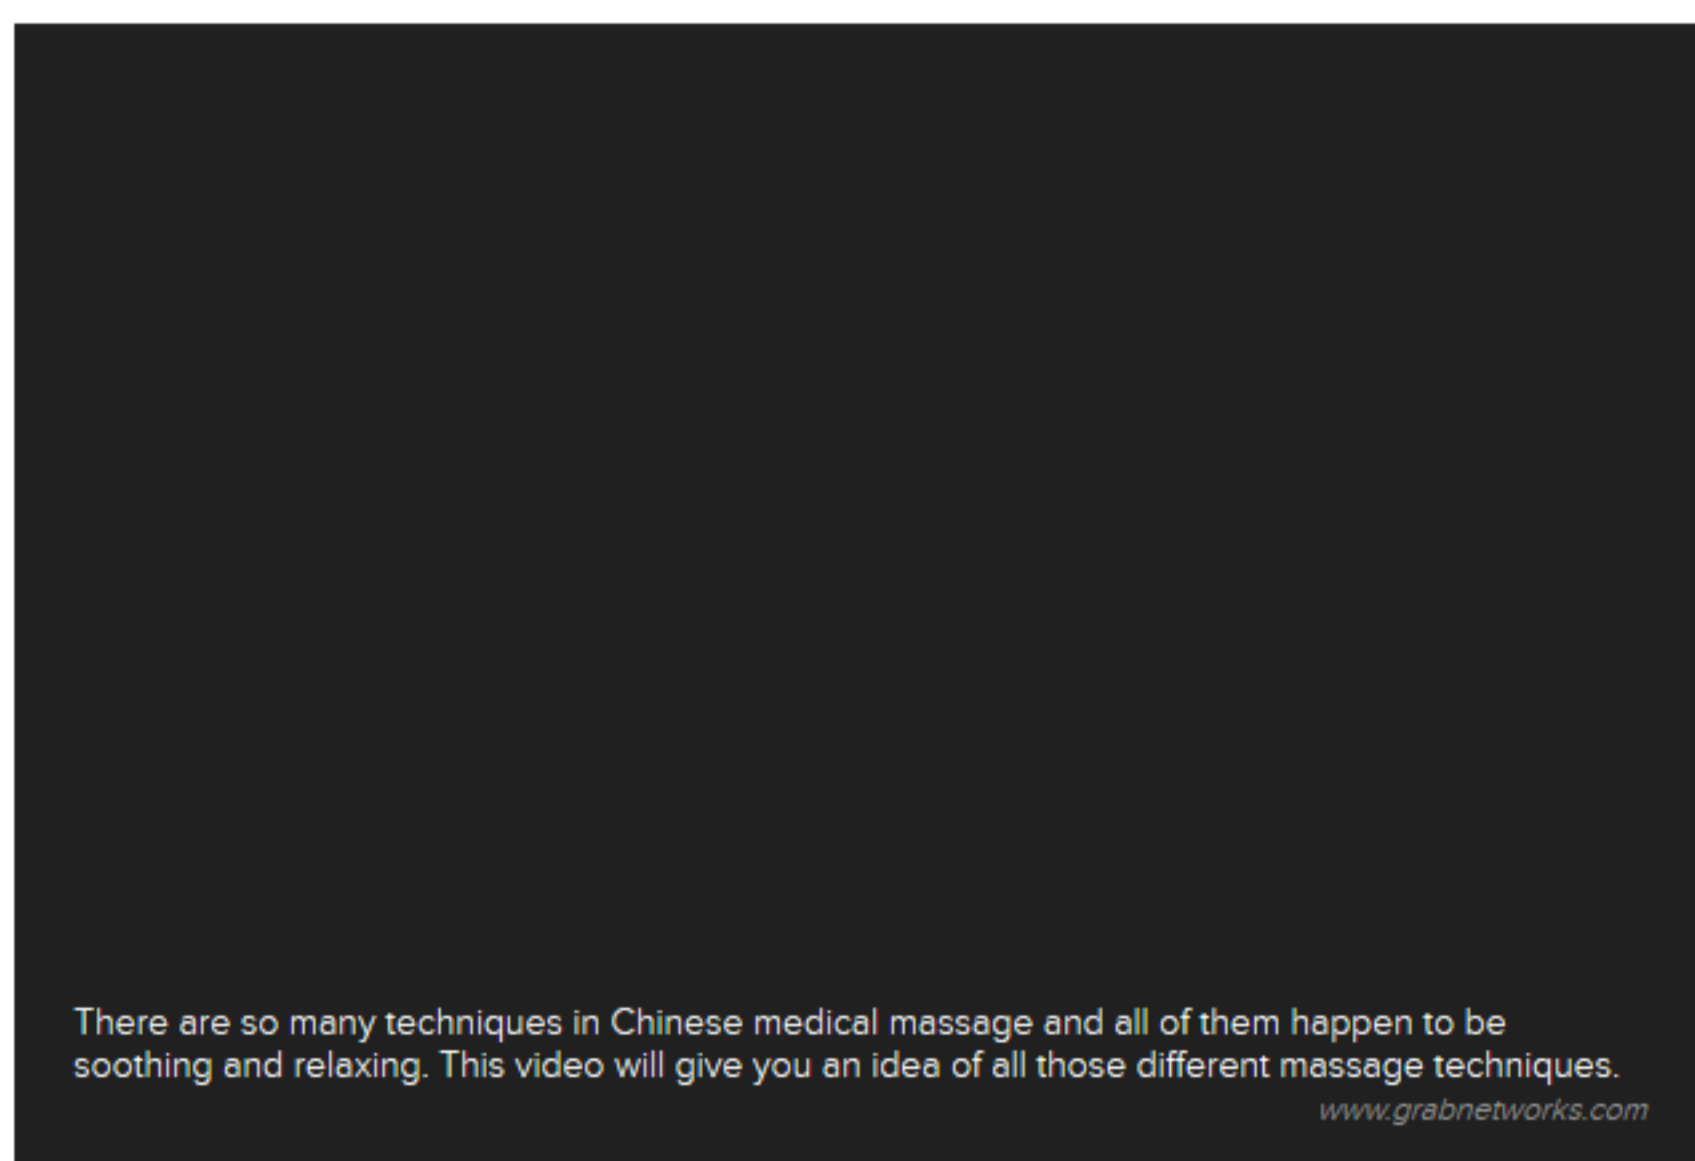 There are so many techniques in Chinese medical massage and all of them happen to be
soothing and relaxing. This video will give you an idea of all those different massage techniques.
www.grabnetworks.com